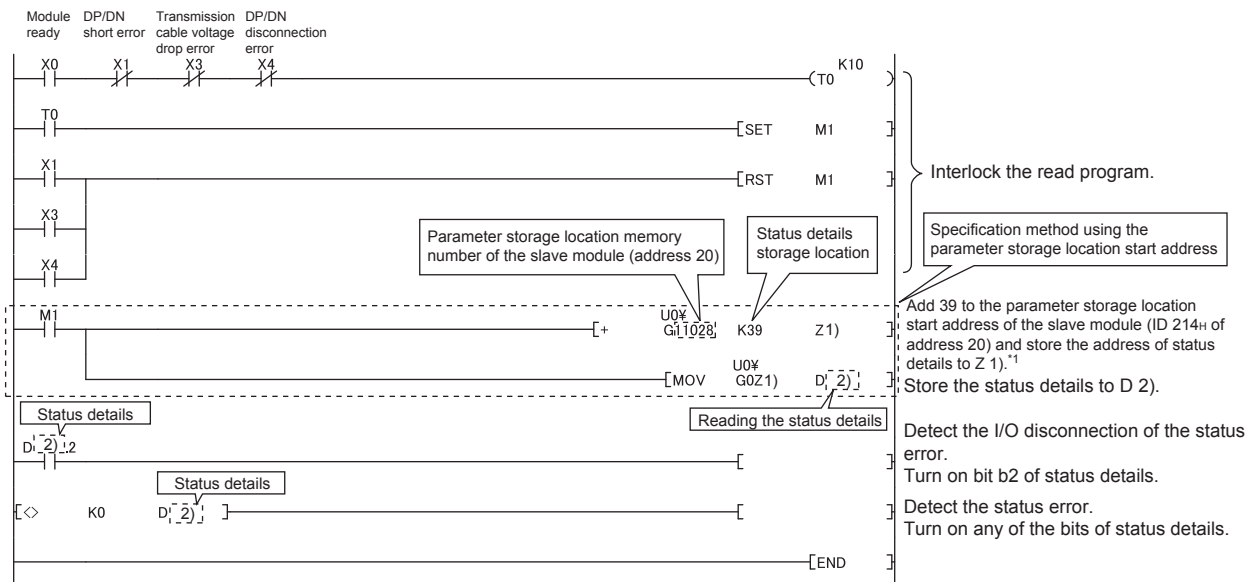 Module ready
DP/DN short error
Transmission cable voltage drop error
DP/DN disconnection error
X0 X1 X3 X4 K10
T0
T0
SET M1
X1
RST M1
Interlock the read program.
X3
Parameter storage location memory
number of the slave module (address 20)
Status details
storage location
Specification method using the
parameter storage location start address
X4
M1
U0¥
+ G11028 K39 Z1)
Add 39 to the parameter storage location
start address of the slave module (ID 214H of
address 20) and store the address of status
details to Z 1).*1
U0¥
MOV G0Z1) D 2)
Store the status details to D 2).
Status details
Reading the status details
D 2).2
Detect the I/O disconnection of the status
error.
Turn on bit b2 of status details.
Status details
<> K0 D 2)
Detect the status error.
Turn on any of the bits of status details.
END